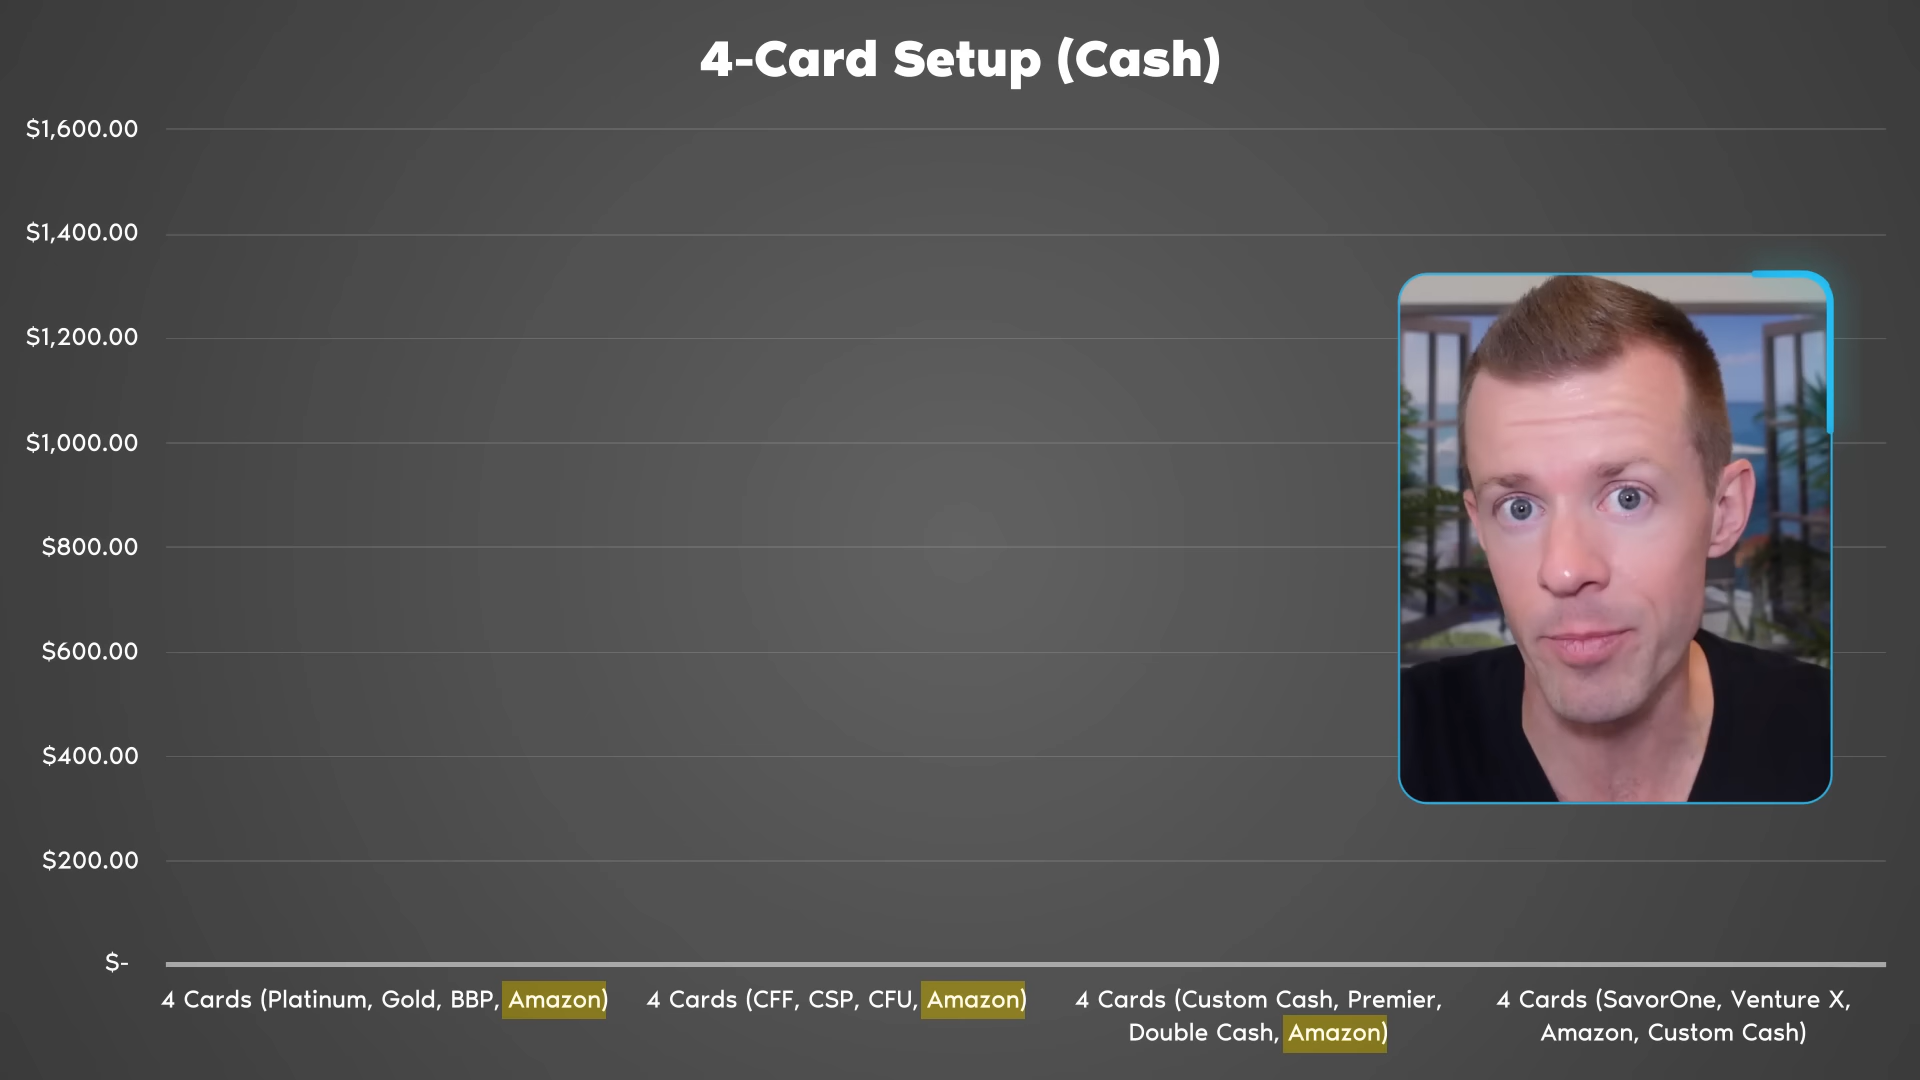 4-Card Setup (Cash)
$1,600.00
$1,400.00
$1,200.00
$1,000.00
$800.00
$600.00
$400.00
$200.00
$-
4 Cards (Platinum, Gold, BBP, Amazon)
4 Cards (CFF, CSP, CFU, Amazon)
4 Cards (Custom Cash, Premier,
Double Cash, Amazon)
4 Cards (SavorOne, Venture X,
Amazon, Custom Cash)